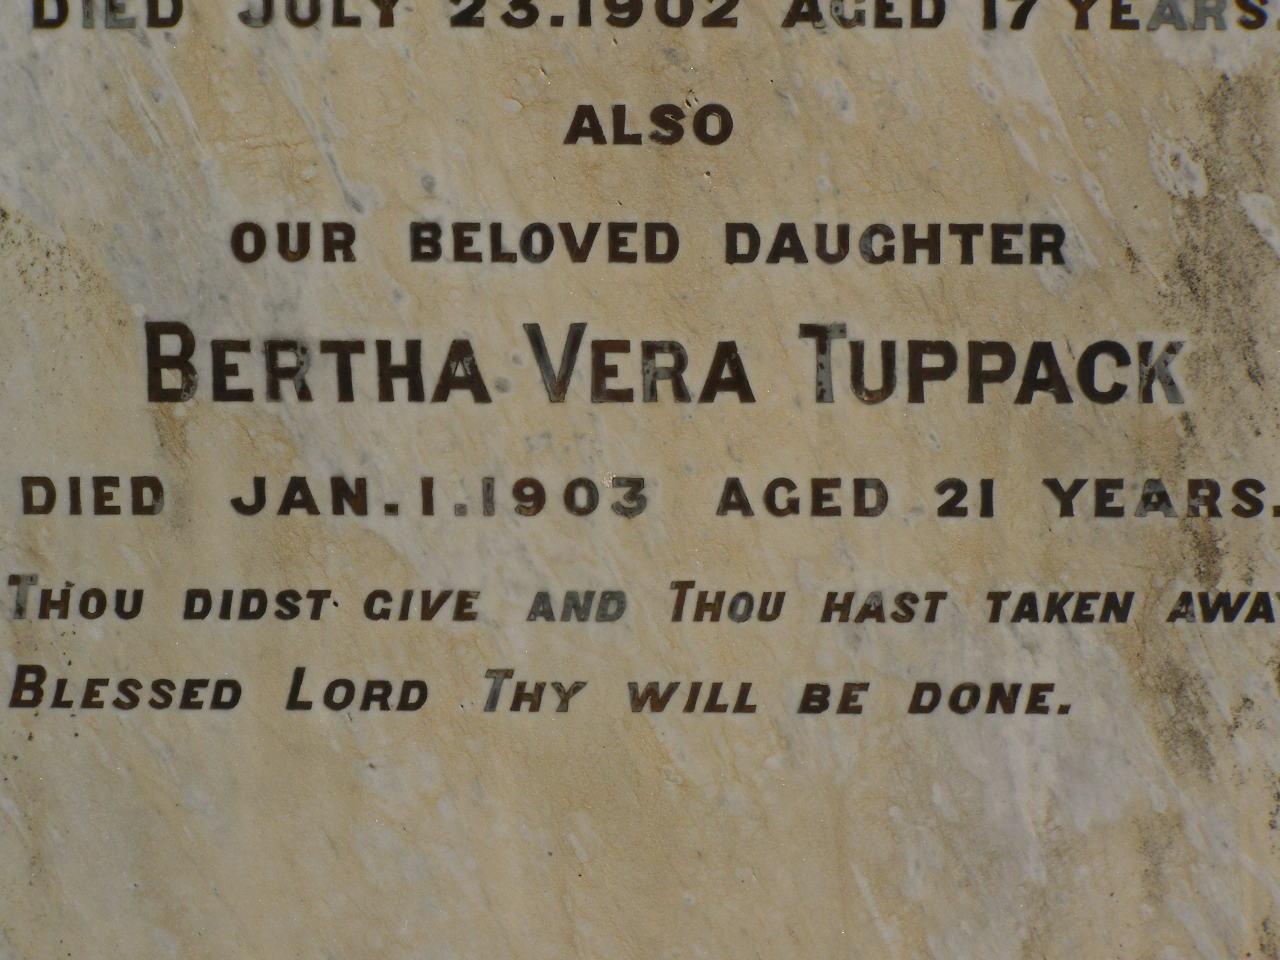 DIED JULY 23.1902 AGED 17 YEARS.
ALSO
OUR BELOVED DAUGHTER
BERTHA VERA TUPPACK
DIED JAN.1.1903 AGED 21 YEARS.
THOU DIDST GIVE AND THOU HAST TAKEN AWAY
BLESSED LORD THY WILL BE DONE.